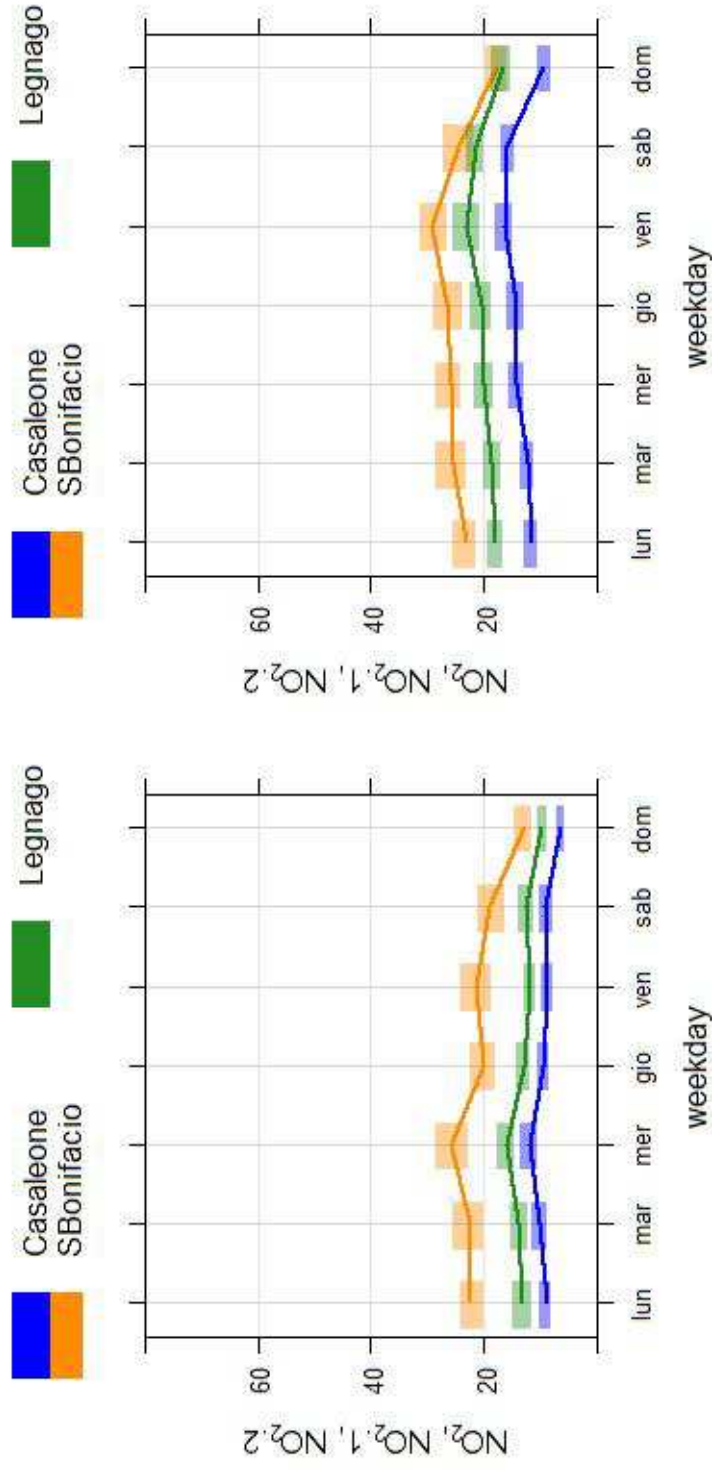 Casaleone Legnago
SBonifacio
NO₂, NO₂.1, NO₂.2
60
40
20
lun mar mer gio ven sab dom
weekday
Casaleone Legnago
SBonifacio
NO₂, NO₂.1, NO₂.2
60
40
20
lun mar mer gio ven sab dom
weekday